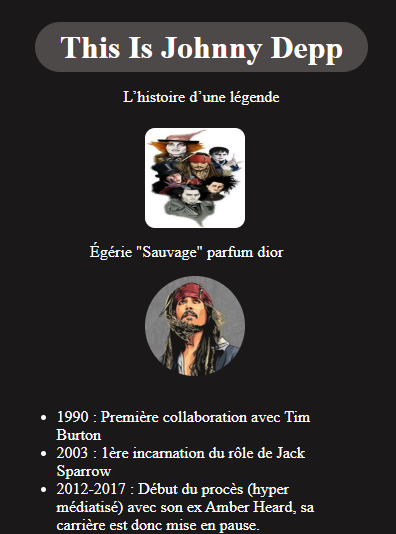 This Is Johnny Depp
L’histoire d’une légende
Égérie "Sauvage" parfum dior
1990 : Première collaboration avec Tim
Burton
2003 : 1ère incarnation du rôle de Jack
Sparrow
2012-2017 : Début du procès (hyper
médiatisé) avec son ex Amber Heard, sa
carrière est donc mise en pause.